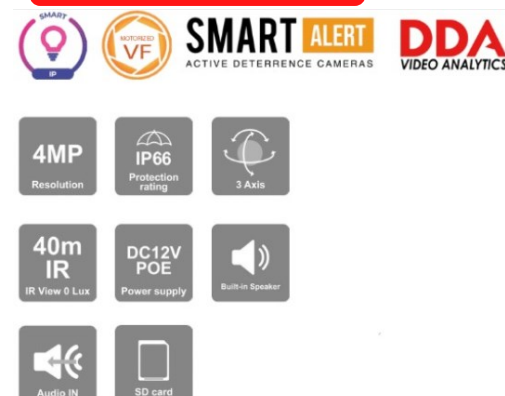 SMART
IP
MOTORIZED
VF
SMART ALERT
ACTIVE DETERRENCE CAMERAS
DDA
VIDEO ANALYTICS
4MP
Resolution
IP66
Protection
rating
3 Axis
40m
IR
IR View 0 Lux
DC12V
POE
Power supply
Built-in Speaker
Audio IN
SD card